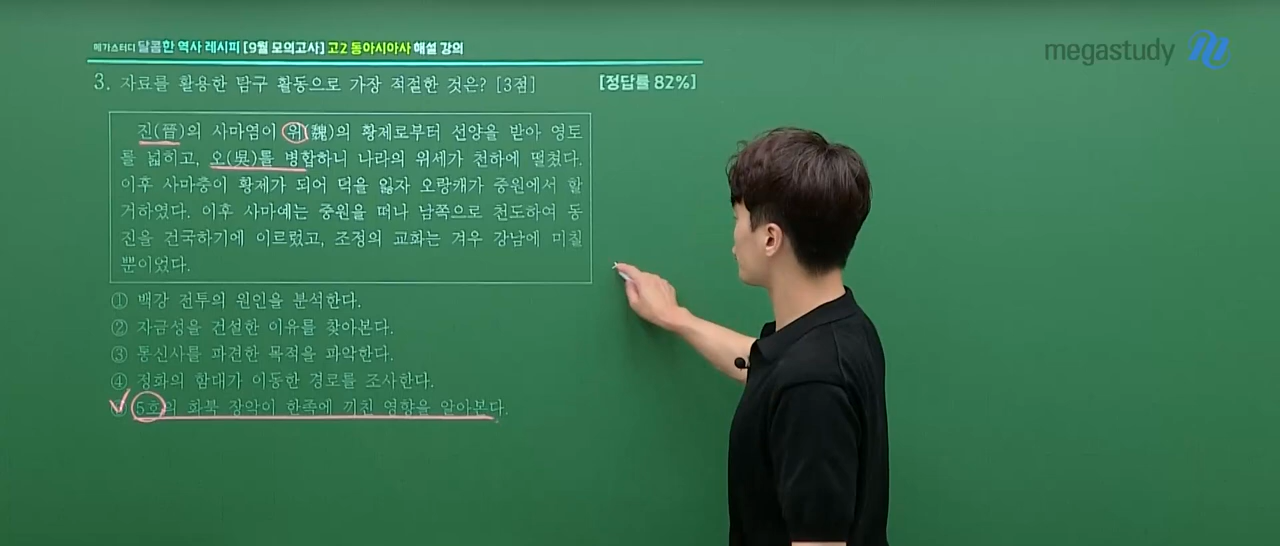 메가스터디 달콤한 역사 레시피 [9월 모의고사] 고2 동아시아사 해설 강의
megastudy
3. 자료를 활용한 탐구 활동으로 가장 적절한 것은? [3점]
[정답률 82%]
진(晉)의 사마염이 위(魏)의 황제로부터 선양을 받아 영토
를 넓히고, 오(吳)를 병합하니 나라의 위세가 천하에 떨쳤다.
이후 사마충이 황제가 되어 덕을 잃자 오랑캐가 중원에서 할
거하였다. 이후 사마예는 중원을 떠나 남쪽으로 천도하여 동
진을 건국하기에 이르렀고, 조정의 교화는 겨우 강남에 미칠
뿐이었다.
① 백강 전투의 원인을 분석한다.
② 자금성을 건설한 이유를 찾아본다.
③ 통신사를 파견한 목적을 파악한다.
④ 정화의 함대가 이동한 경로를 조사한다.
⑤ 5호의 화북 장악이 한족에 끼친 영향을 알아본다.